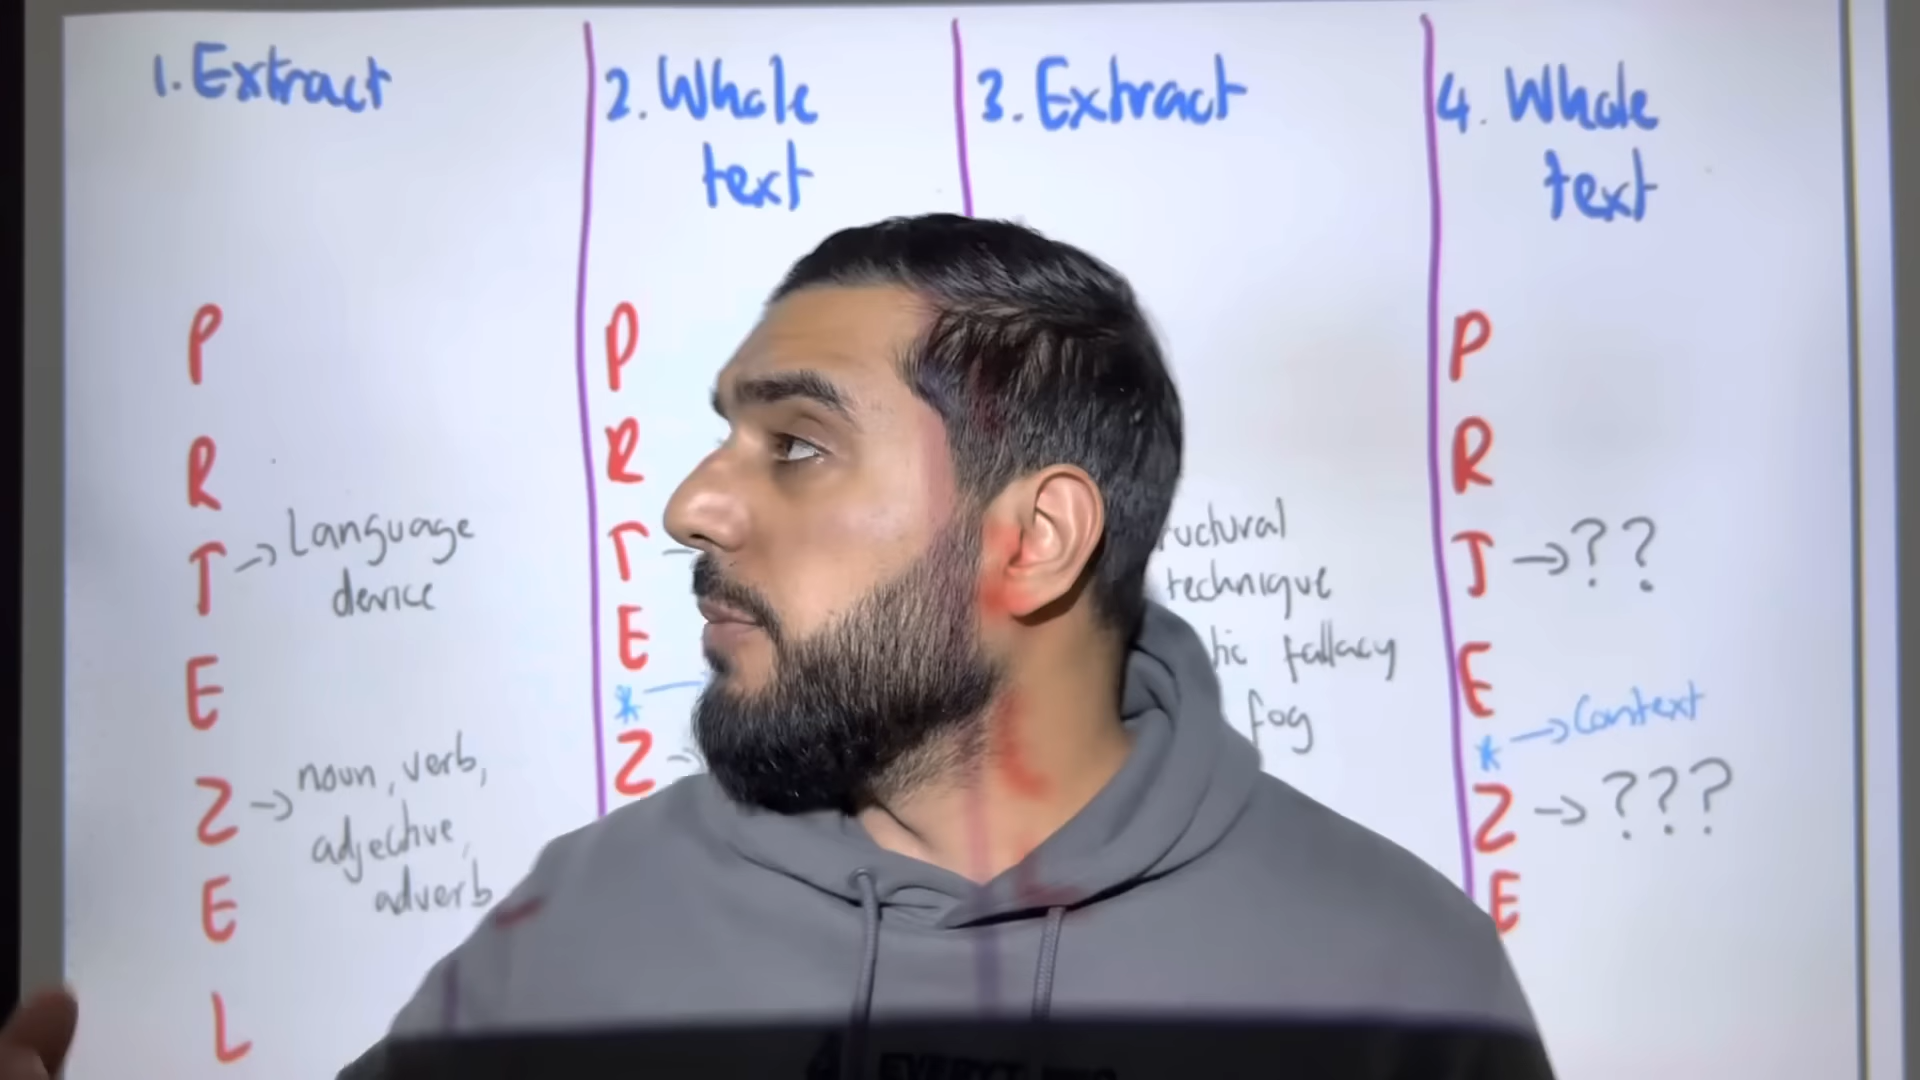 1. Extract
P
R
T → Language
device
E
Z → noun, verb,
adjective,
adverb
E
L
2. Whole
text
P
R
T →
E
*
Z →
3. Extract
technique
fallacy
fog
4. Whole
text
P
R
T → ??
E
* → Context
Z → ???
E